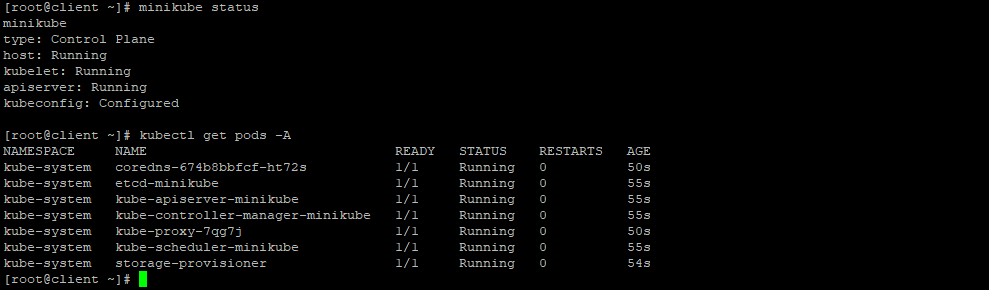 [root@client ~]# minikube status
minikube
type: Control Plane
host: Running
kubelet: Running
apiserver: Running
kubeconfig: Configured

[root@client ~]# kubectl get pods -A
NAMESPACE     NAME                               READY   STATUS    RESTARTS   AGE
kube-system   coredns-674b8bbfcf-ht72s           1/1     Running   0          50s
kube-system   etcd-minikube                      1/1     Running   0          55s
kube-system   kube-apiserver-minikube            1/1     Running   0          55s
kube-system   kube-controller-manager-minikube   1/1     Running   0          55s
kube-system   kube-proxy-7qg7j                   1/1     Running   0          50s
kube-system   kube-scheduler-minikube            1/1     Running   0          55s
kube-system   storage-provisioner                1/1     Running   0          54s
[root@client ~]#